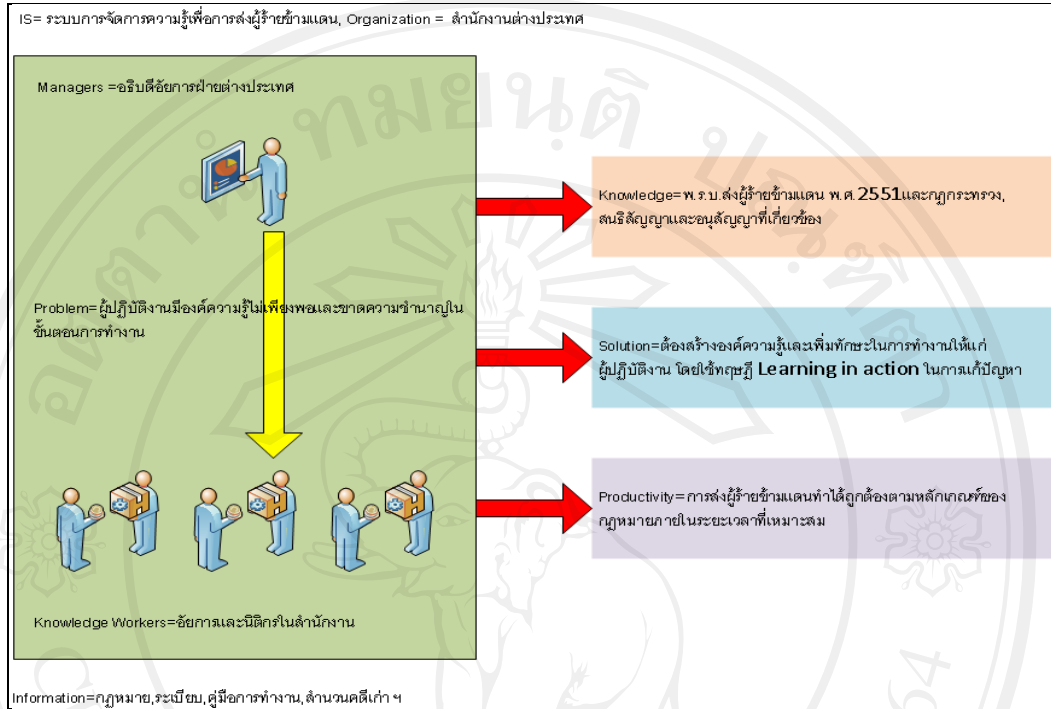 IS= ระบบการจัดการความรู้เพื่อการส่งผู้ร้ายข้ามแดน, Organization = สำนักงานต่างประเทศ
Managers =อธิบดีอัยการฝ่ายต่างประเทศ
Problem=ผู้ปฏิบัติงานมีองค์ความรู้ไม่เพียงพอและขาดความชำนาญใน
ขั้นตอนการทำงาน
Knowledge Workers=อัยการและนิติกรในสำนักงาน
Knowledge=พ.ร.บ.ส่งผู้ร้ายข้ามแดน พ.ศ.2551และกฎกระทรวง,
สนธิสัญญาและอนุสัญญาที่เกี่ยวข้อง
Solution=ต้องสร้างองค์ความรู้และเพิ่มทักษะในการทำงานให้แก่
ผู้ปฏิบัติงาน โดยใช้ทฤษฎี Learning in action ในการแก้ปัญหา
Productivity=การส่งผู้ร้ายข้ามแดนทำได้ถูกต้องตามหลักเกณฑ์ของ
กฎหมายภายในระยะเวลาที่เหมาะสม
Information=กฎหมาย,ระเบียบ,คู่มือการทำงาน,สำนวนคดีเก่า ฯ